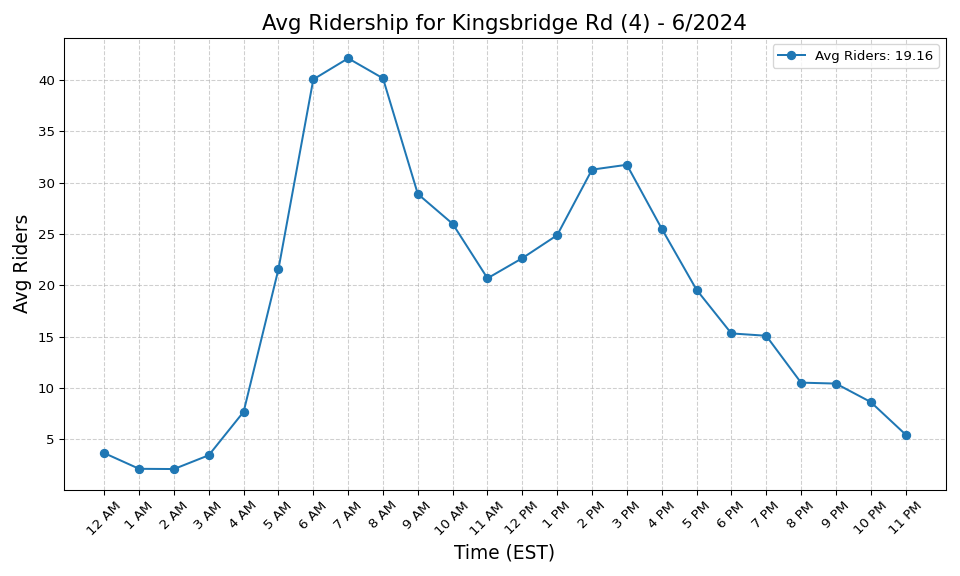 Avg Ridership for Kingsbridge Rd (4) - 6/2024
Avg Riders: 19.16
Avg Riders
40
35
30
25
20
15
10
5
12 AM
1 AM
2 AM
3 AM
4 AM
5 AM
6 AM
7 AM
8 AM
9 AM
10 AM
11 AM
12 PM
1 PM
2 PM
3 PM
4 PM
5 PM
6 PM
7 PM
8 PM
9 PM
10 PM
11 PM
Time (EST)